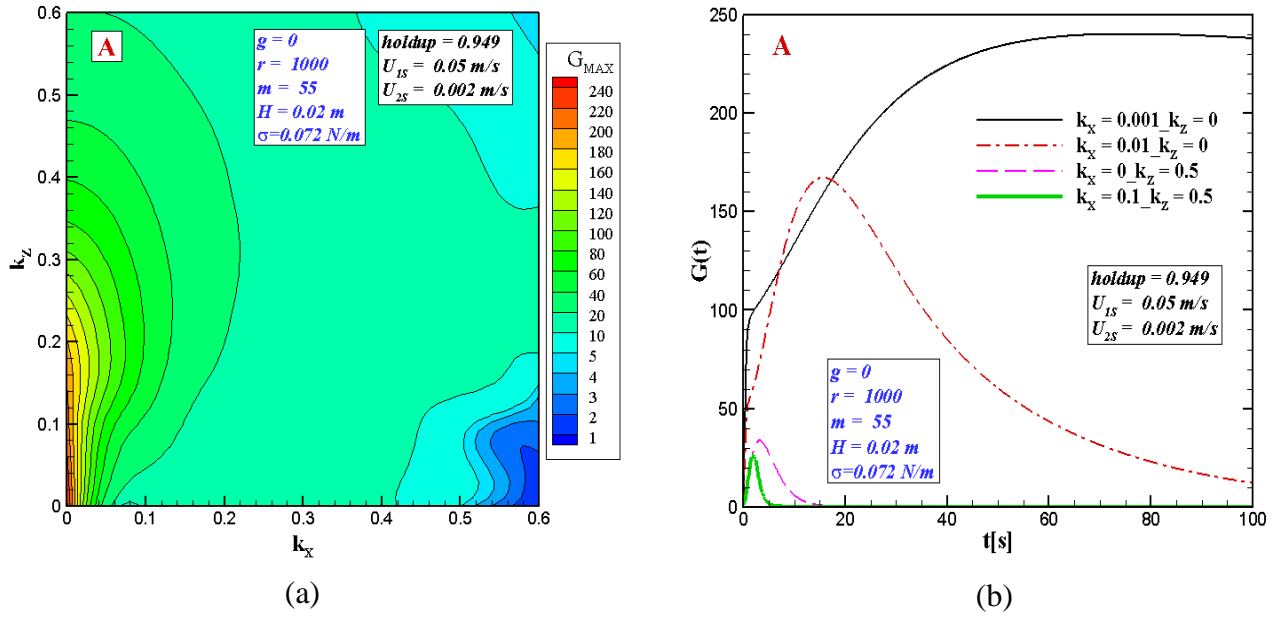 A
g = 0
r = 1000
m = 55
H = 0.02 m
σ=0.072 N/m
holdup = 0.949
U1S = 0.05 m/s
U2S = 0.002 m/s
GMAX
240
220
200
180
160
140
120
100
80
60
40
20
10
5
4
3
2
1
kZ
0.6
0.5
0.4
0.3
0.2
0.1
0
0
0.1
0.2
0.3
0.4
0.5
0.6
kX
(a)
A
G(t)
250
200
150
100
50
0
kX = 0.001_kZ = 0
kX = 0.01_kZ = 0
kX = 0_kZ = 0.5
kX = 0.1_kZ = 0.5
holdup = 0.949
U1S = 0.05 m/s
U2S = 0.002 m/s
g = 0
r = 1000
m = 55
H = 0.02 m
σ=0.072 N/m
0
20
40
60
80
100
t[s]
(b)